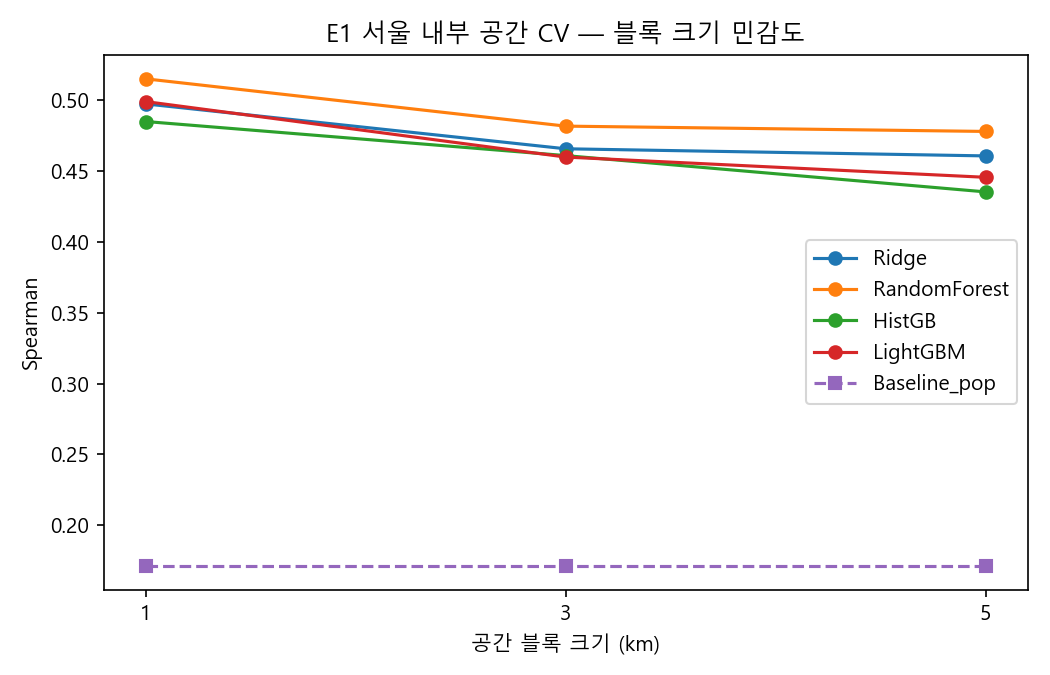 E1 서울 내부 공간 CV — 블록 크기 민감도
Spearman
0.50
0.45
0.40
0.35
0.30
0.25
0.20
Ridge
RandomForest
HistGB
LightGBM
Baseline_pop
1
3
5
공간 블록 크기 (km)